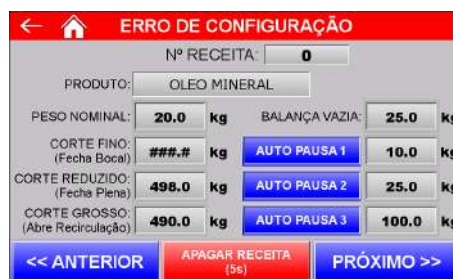 ERRO DE CONFIGURAÇÃO
Nº RECEITA: 0
PRODUTO: OLEO MINERAL
PESO NOMINAL: 20.0 kg BALANÇA VAZIA: 25.0 kg
CORTE FINO: (Fecha Bocal) ###.# kg AUTO PAUSA 1 10.0 kg
CORTE REDUZIDO: (Fecha Plena) 498.0 kg AUTO PAUSA 2 25.0 kg
CORTE GROSSO: (Abre Recirculação) 490.0 kg AUTO PAUSA 3 100.0 kg
<< ANTERIOR APAGAR RECEITA (5s) PRÓXIMO >>